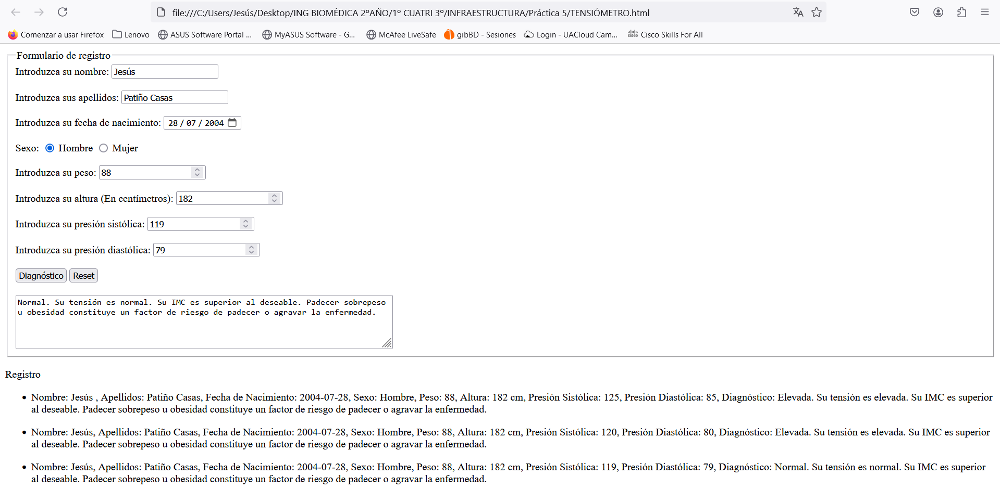 file:///C:/Users/Jesús/Desktop/ING BIOMÉDICA 2ºAÑO/1º CUATRI 3º/INFRAESTRUCTURA/Práctica 5/TENSIÓMETRO.html
Comenzar a usar Firefox Lenovo ASUS Software Portal ... MyASUS Software - G... McAfee LiveSafe gibBD - Sesiones Login - UACloud Cam... Cisco Skills For All
Formulario de registro
Introduzca su nombre: Jesús
Introduzca sus apellidos: Patiño Casas
Introduzca su fecha de nacimiento: 28 / 07 / 2004
Sexo: Hombre Mujer
Introduzca su peso: 88
Introduzca su altura (En centímetros): 182
Introduzca su presión sistólica: 119
Introduzca su presión diastólica: 79
Diagnóstico Reset
Normal. Su tensión es normal. Su IMC es superior al deseable. Padecer sobrepeso
u obesidad constituye un factor de riesgo de padecer o agravar la enfermedad.
Registro
Nombre: Jesús , Apellidos: Patiño Casas, Fecha de Nacimiento: 2004-07-28, Sexo: Hombre, Peso: 88, Altura: 182 cm, Presión Sistólica: 125, Presión Diastólica: 85, Diagnóstico: Elevada. Su tensión es elevada. Su IMC es superior
al deseable. Padecer sobrepeso u obesidad constituye un factor de riesgo de padecer o agravar la enfermedad.
Nombre: Jesús, Apellidos: Patiño Casas, Fecha de Nacimiento: 2004-07-28, Sexo: Hombre, Peso: 88, Altura: 182 cm, Presión Sistólica: 120, Presión Diastólica: 80, Diagnóstico: Elevada. Su tensión es elevada. Su IMC es superior
al deseable. Padecer sobrepeso u obesidad constituye un factor de riesgo de padecer o agravar la enfermedad.
Nombre: Jesús, Apellidos: Patiño Casas, Fecha de Nacimiento: 2004-07-28, Sexo: Hombre, Peso: 88, Altura: 182 cm, Presión Sistólica: 119, Presión Diastólica: 79, Diagnóstico: Normal. Su tensión es normal. Su IMC es superior
al deseable. Padecer sobrepeso u obesidad constituye un factor de riesgo de padecer o agravar la enfermedad.